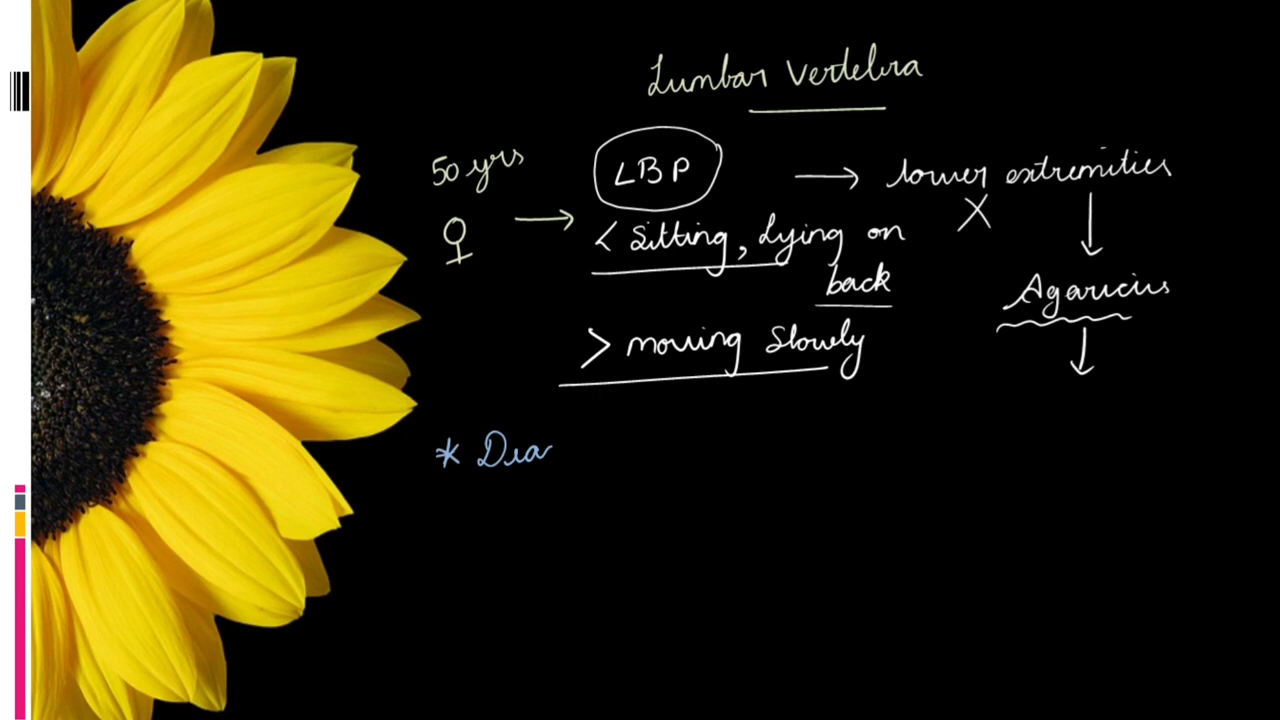 Lumbar Vertebra
50 yrs
♀ → LBP → lower extremities
X
↓
< Sitting, Lying on
back
Agaricus
↓
> moving slowly
* Dia